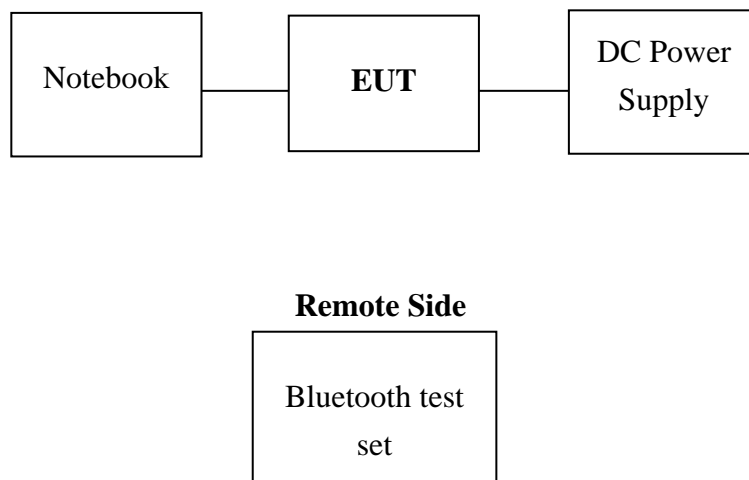 Notebook
EUT
DC Power
Supply
Remote Side
Bluetooth test
set